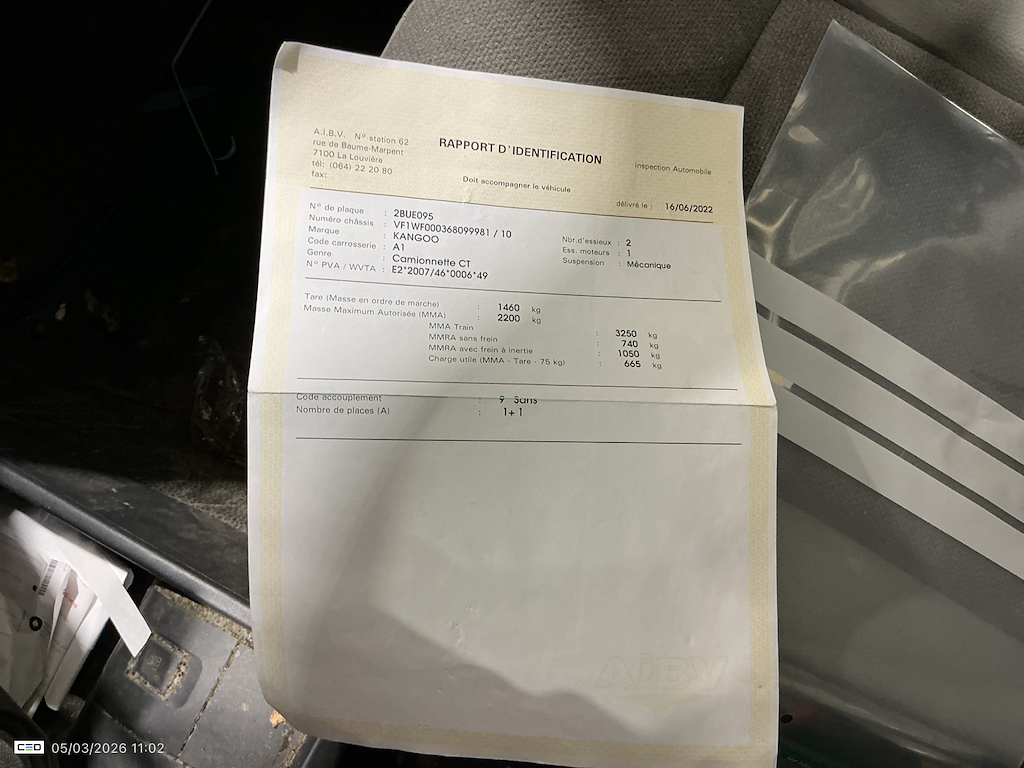 A.I.B.V. N° station 62
rue de Baume-Marpent
7100 La Louvière
tél: (064) 22 20 80
fax:
RAPPORT D'IDENTIFICATION
Inspection Automobile
Doit accompagner le véhicule
délivré le : 16/06/2022
N° de plaque : 2BUE095
Numéro châssis : VF1WF000368099981 / 10
Marque : KANGOO
Code carrosserie : A1
Genre : Camionnette CT
N° PVA / WVTA : E2*2007/46*0006*49
Nbr.d'essieux : 2
Ess. moteurs : 1
Suspension : Mécanique
Tare (Masse en ordre de marche) : 1460 kg
Masse Maximum Autorisée (MMA) : 2200 kg
MMA Train : 3250 kg
MMRA sans frein : 740 kg
MMRA avec frein à inertie : 1050 kg
Charge utile (MMA - Tare - 75 kg) : 665 kg
Code accouplement : 9 Sans
Nombre de places (A) : 1+1
AiBV
CEO 05/03/2026 11:02